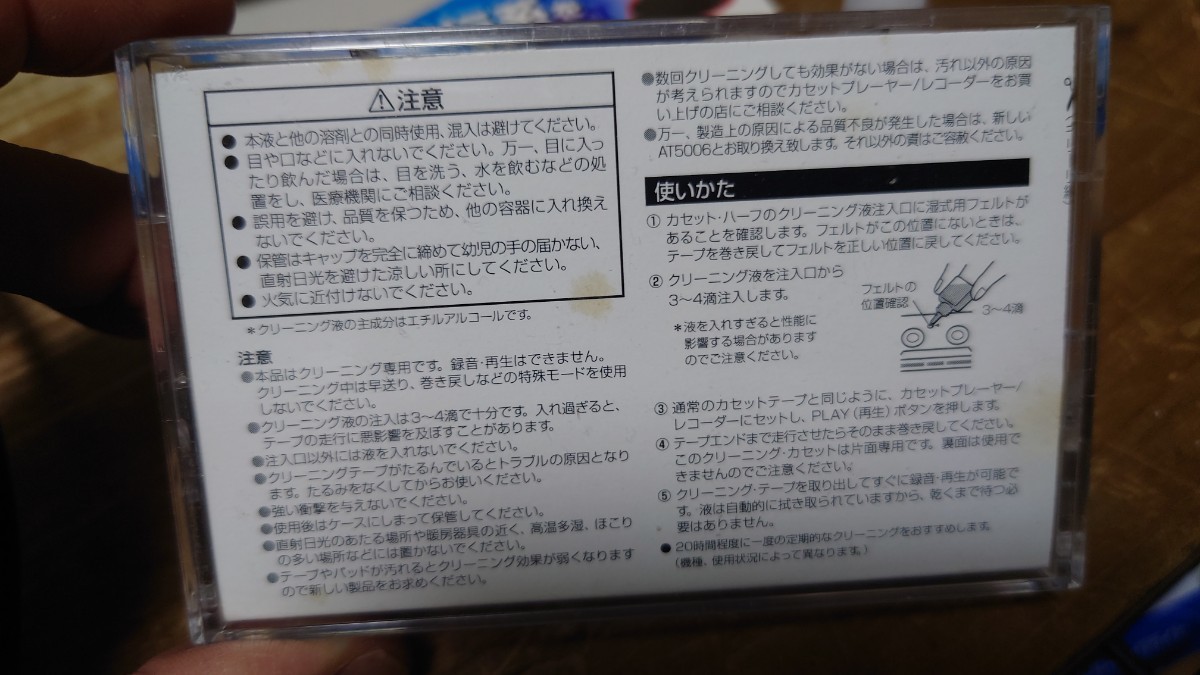 ⚠注意
● 本液と他の溶剤との同時使用、混入は避けてください。
● 目や口などに入れないでください。万一、目に入っ
たり飲んだ場合は、目を洗う、水を飲むなどの処
置をし、医療機関にご相談ください。
● 誤用を避け、品質を保つため、他の容器に入れ換え
ないでください。
● 保管はキャップを完全に締めて幼児の手の届かない、
直射日光を避けた涼しい所にしてください。
● 火気に近付けないでください。
*クリーニング液の主成分はエチルアルコールです。
注意
●本品はクリーニング専用です。録音・再生はできません。
クリーニング中は早送り、巻き戻しなどの特殊モードを使用
しないでください。
●クリーニング液の注入は3〜4滴で十分です。入れ過ぎると、
テープの走行に悪影響を及ぼすことがあります。
●注入口以外には液を入れないでください。
●クリーニングテープがたるんでいるとトラブルの原因となり
ます。たるみをなくしてからお使いください。
●強い衝撃を与えないでください。
●使用後はケースにしまって保管してください。
●直射日光のあたる場所や暖房器具の近く、高温多湿、ほこり
の多い場所などには置かないでください。
●テープやパッドが汚れるとクリーニング効果が弱くなります
ので新しい製品をお求めください。
●数回クリーニングしても効果がない場合は、汚れ以外の原因
が考えられますのでカセットプレーヤー/レコーダーをお買
い上げの店にご相談ください。
●万一、製造上の原因による品質不良が発生した場合は、新しい
AT5006とお取り換え致します。それ以外の責はご容赦ください。
使いかた
① カセット・ハーフのクリーニング液注入口に湿式用フェルトが
あることを確認します。フェルトがこの位置にないときは、
テープを巻き戻してフェルトを正しい位置に戻してください。
② クリーニング液を注入口から
3〜4滴注入します。
*液を入れすぎると性能に
影響する場合があります
のでご注意ください。
フェルトの
位置確認
3〜4滴
③ 通常のカセットテープと同じように、カセットプレーヤー/
レコーダーにセットし、PLAY(再生)ボタンを押します。
④ テープエンドまで走行させたらそのまま巻き戻してください。
このクリーニング・カセットは片面専用です。裏面は使用で
きませんのでご注意ください。
⑤ クリーニング・テープを取り出してすぐに録音・再生が可能で
す。液は自動的に拭き取られていますから、乾くまで待つ必
要はありません。
● 20時間程度に一度の定期的なクリーニングをおすすめします。
(機種、使用状況によって異なります。)